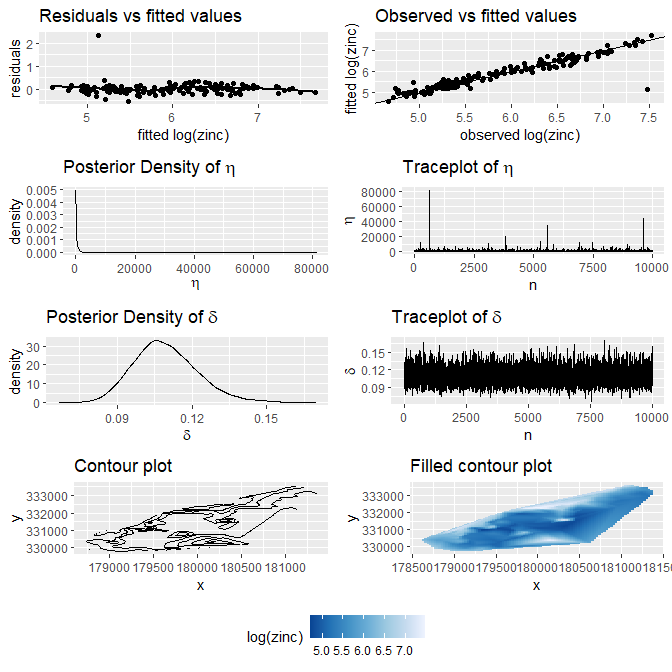 Residuals vs fitted values
residuals
2
1
0
5 6 7
fitted log(zinc)
Observed vs fitted values
fitted log(zinc)
7
6
5
5.0 5.5 6.0 6.5 7.0 7.5
observed log(zinc)
Posterior Density of η
density
0.005
0.004
0.003
0.002
0.001
0.000
0 20000 40000 60000 80000
η
Traceplot of η
η
80000
60000
40000
20000
0
0 2500 5000 7500 10000
n
Posterior Density of δ
density
30
20
10
0
0.09 0.12 0.15
δ
Traceplot of δ
δ
0.15
0.12
0.09
0 2500 5000 7500 10000
n
Contour plot
y
333000
332000
331000
330000
179000 179500 180000 180500 181000
x
Filled contour plot
y
333000
332000
331000
330000
178500 179000 179500 180000 180500 181000 181500
x
log(zinc)
5.0 5.5 6.0 6.5 7.0